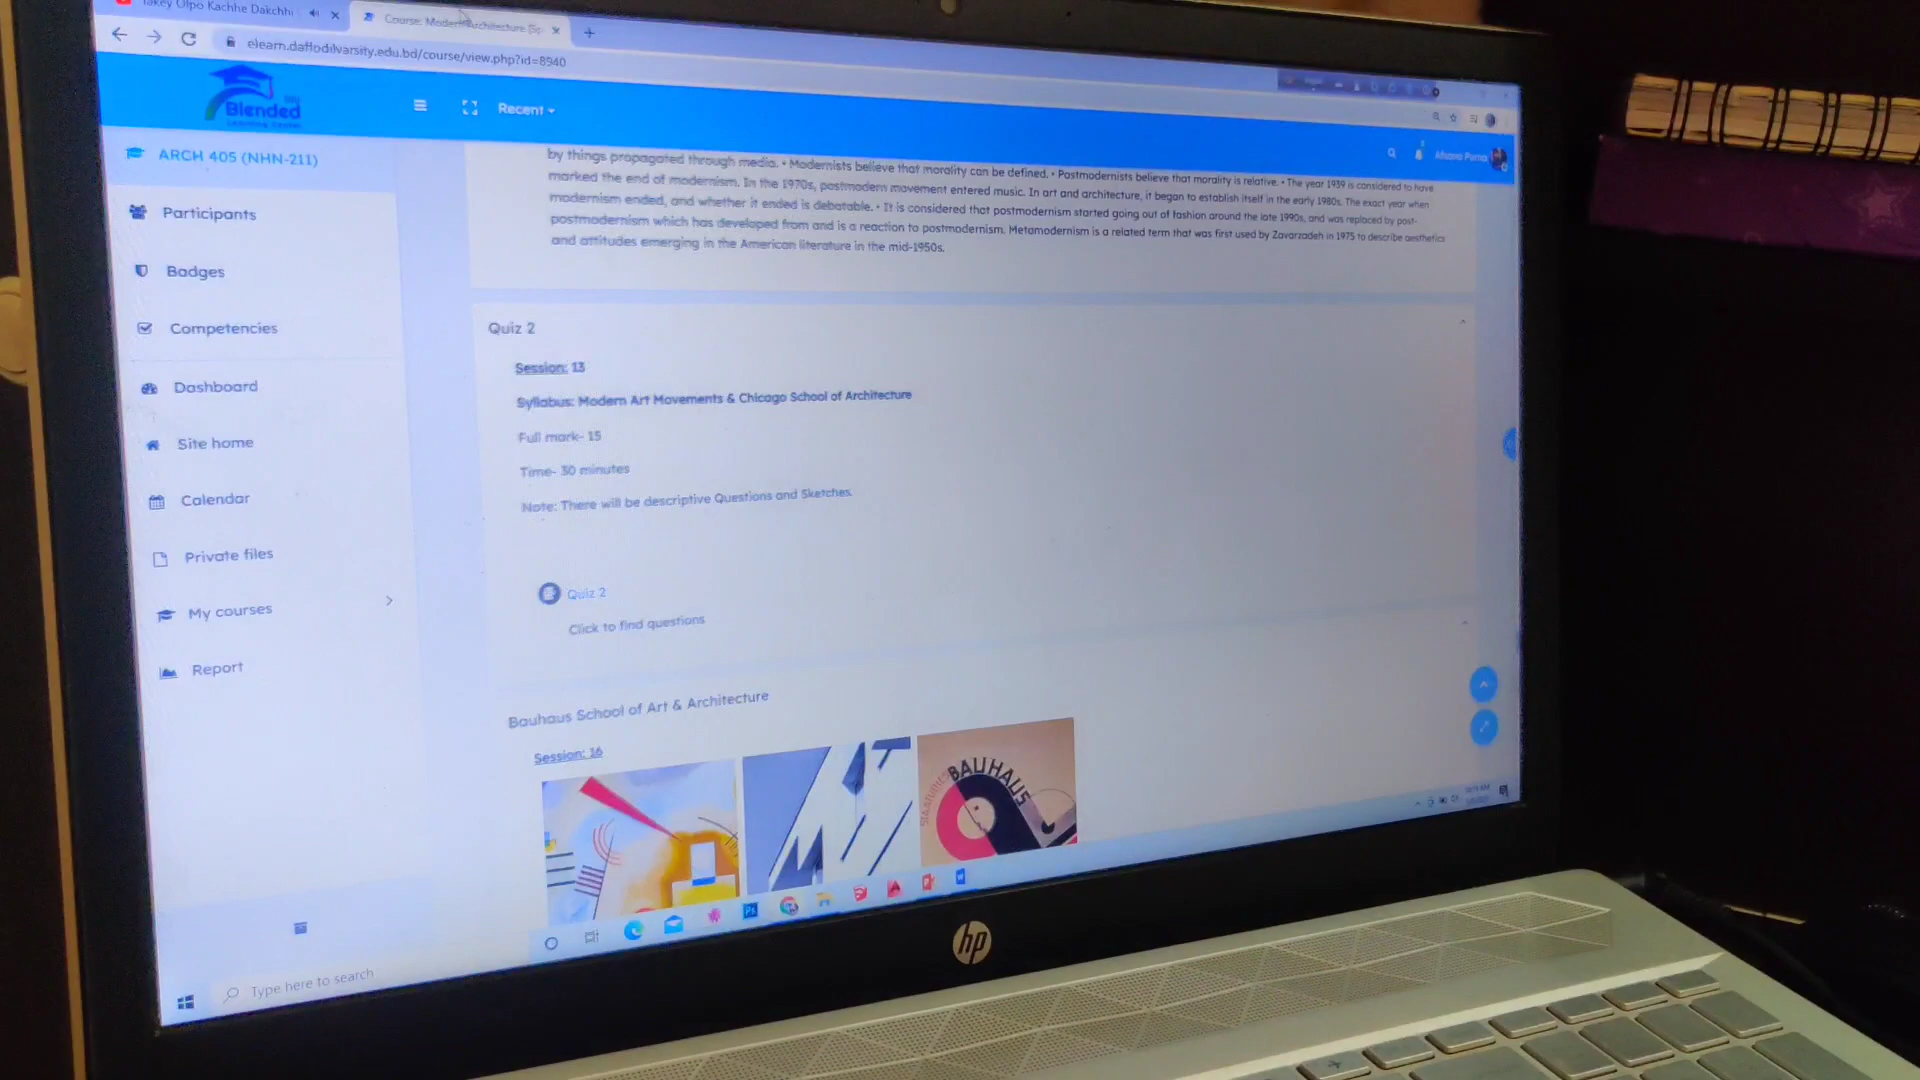 Takey Olpo Kachhe Dakchhi
Course: Modern Architecture (Sp
elearn.daffodilvarsity.edu.bd/course/view.php?id=8940
Blended
Learning Center
Recent
Afsana Purna
ARCH 405 (NHN-211)
Participants
Badges
Competencies
Dashboard
Site home
Calendar
Private files
My courses
Report
by things propagated through media. • Modernists believe that morality can be defined. • Postmodernists believe that morality is relative. • The year 1939 is considered to have
marked the end of modernism. In the 1970s, postmodern movement entered music. In art and architecture, it began to establish itself in the early 1980s. The exact year when
modernism ended, and whether it ended is debatable. • It is considered that postmodernism started going out of fashion around the late 1990s, and was replaced by post-
postmodernism which has developed from and is a reaction to postmodernism. Metamodernism is a related term that was first used by Zavarzadeh in 1975 to describe aesthetics
and attitudes emerging in the American literature in the mid-1950s.
Quiz 2
Session: 13
Syllabus: Modern Art Movements & Chicago School of Architecture
Full mark- 15
Time- 30 minutes
Note: There will be descriptive Questions and Sketches.
Quiz 2
Click to find questions
Bauhaus School of Art & Architecture
Session: 16
STAATLICHES
BAUHAUS
Ps
Type here to search
hp